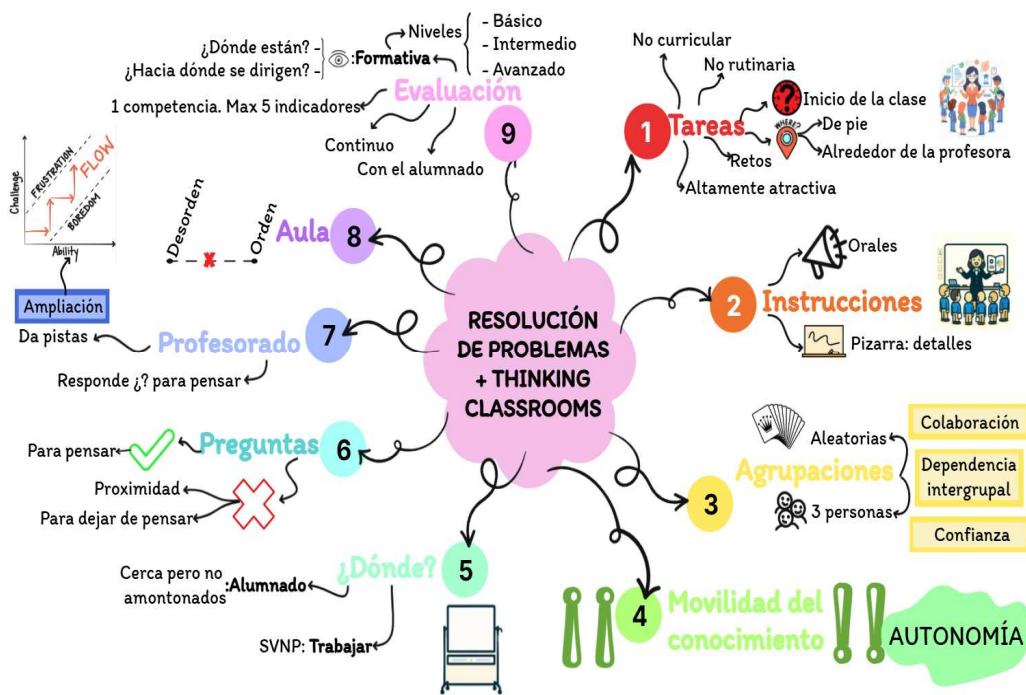 RESOLUCIÓN
DE PROBLEMAS
+ THINKING
CLASSROOMS
1
Tareas
No curricular
No rutinaria
?
Inicio de la clase
WHERE?
De pie
Alrededor de la profesora
Retos
Altamente atractiva
2
Instrucciones
Orales
Pizarra: detalles
3
Agrupaciones
Aleatorias
3 personas
Colaboración
Dependencia
intergrupal
Confianza
4
Movilidad del
conocimiento
AUTONOMÍA
5
¿Dónde?
Cerca pero no
amontonados
:Alumnado
SVNP: Trabajar
6
Preguntas
Para pensar
Proximidad
Para dejar de pensar
7
Profesorado
Da pistas
Ampliación
Responde ¿? para pensar
Challenge
FRUSTRATION
FLOW
BOREDOM
Ability
8
Aula
Desorden
Orden
9
Evaluación
:Formativa
¿Dónde están? -
¿Hacia dónde se dirigen? -
Niveles
- Básico
- Intermedio
- Avanzado
1 competencia. Max 5 indicadores
Continuo
Con el alumnado